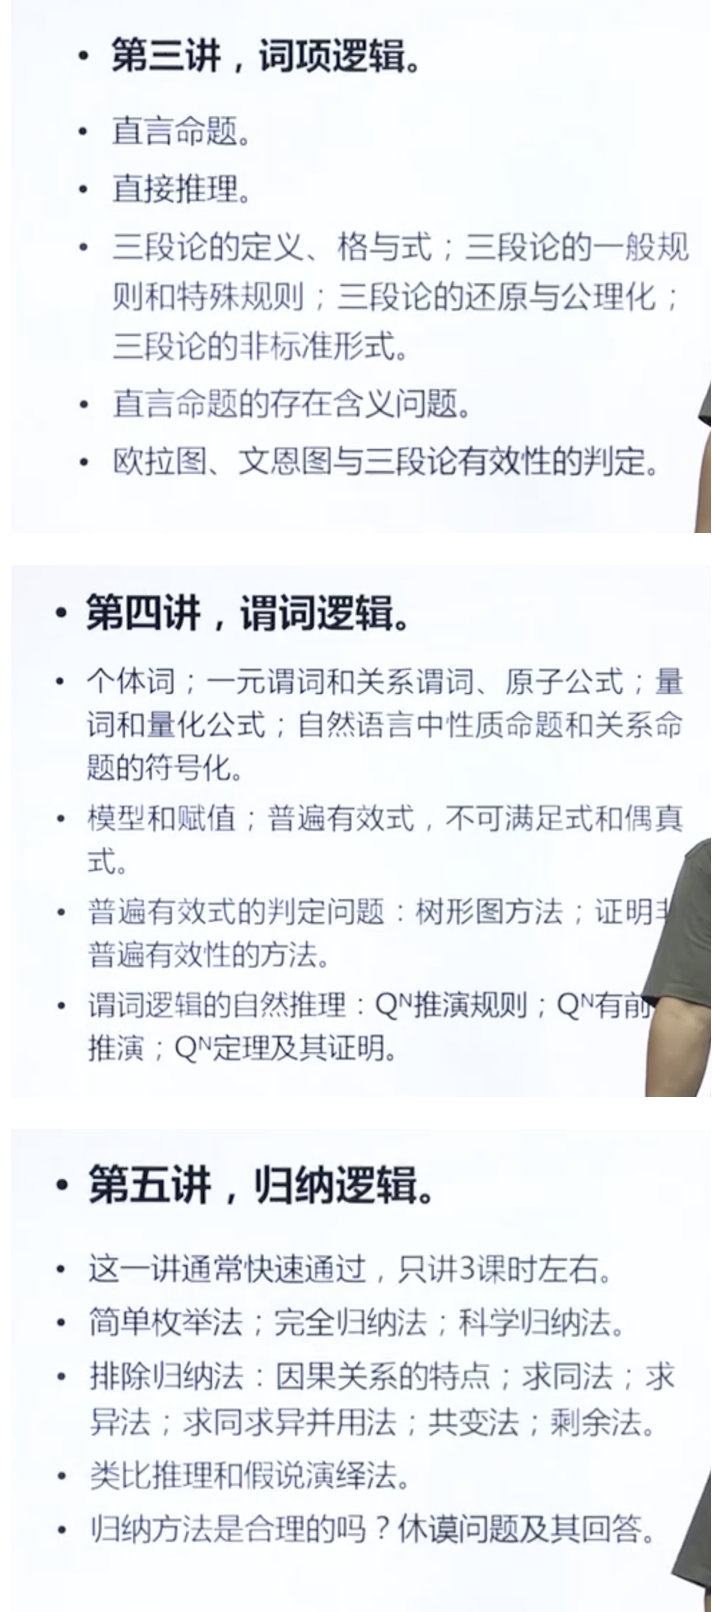 • 第三讲，词项逻辑。
• 直言命题。
• 直接推理。
• 三段论的定义、格与式；三段论的一般规
则和特殊规则；三段论的还原与公理化；
三段论的非标准形式。
• 直言命题的存在含义问题。
• 欧拉图、文恩图与三段论有效性的判定。
• 第四讲，谓词逻辑。
• 个体词；一元谓词和关系谓词、原子公式；量
词和量化公式；自然语言中性质命题和关系命
题的符号化。
• 模型和赋值；普遍有效式，不可满足式和偶真
式。
• 普遍有效式的判定问题：树形图方法；证明
普遍有效性的方法。
• 谓词逻辑的自然推理：Qᴺ推演规则；Qᴺ有前
推演；Qᴺ定理及其证明。
• 第五讲，归纳逻辑。
• 这一讲通常快速通过，只讲3课时左右。
• 简单枚举法；完全归纳法；科学归纳法。
• 排除归纳法：因果关系的特点；求同法；求
异法；求同求异并用法；共变法；剩余法。
• 类比推理和假说演绎法。
• 归纳方法是合理的吗？休谟问题及其回答。